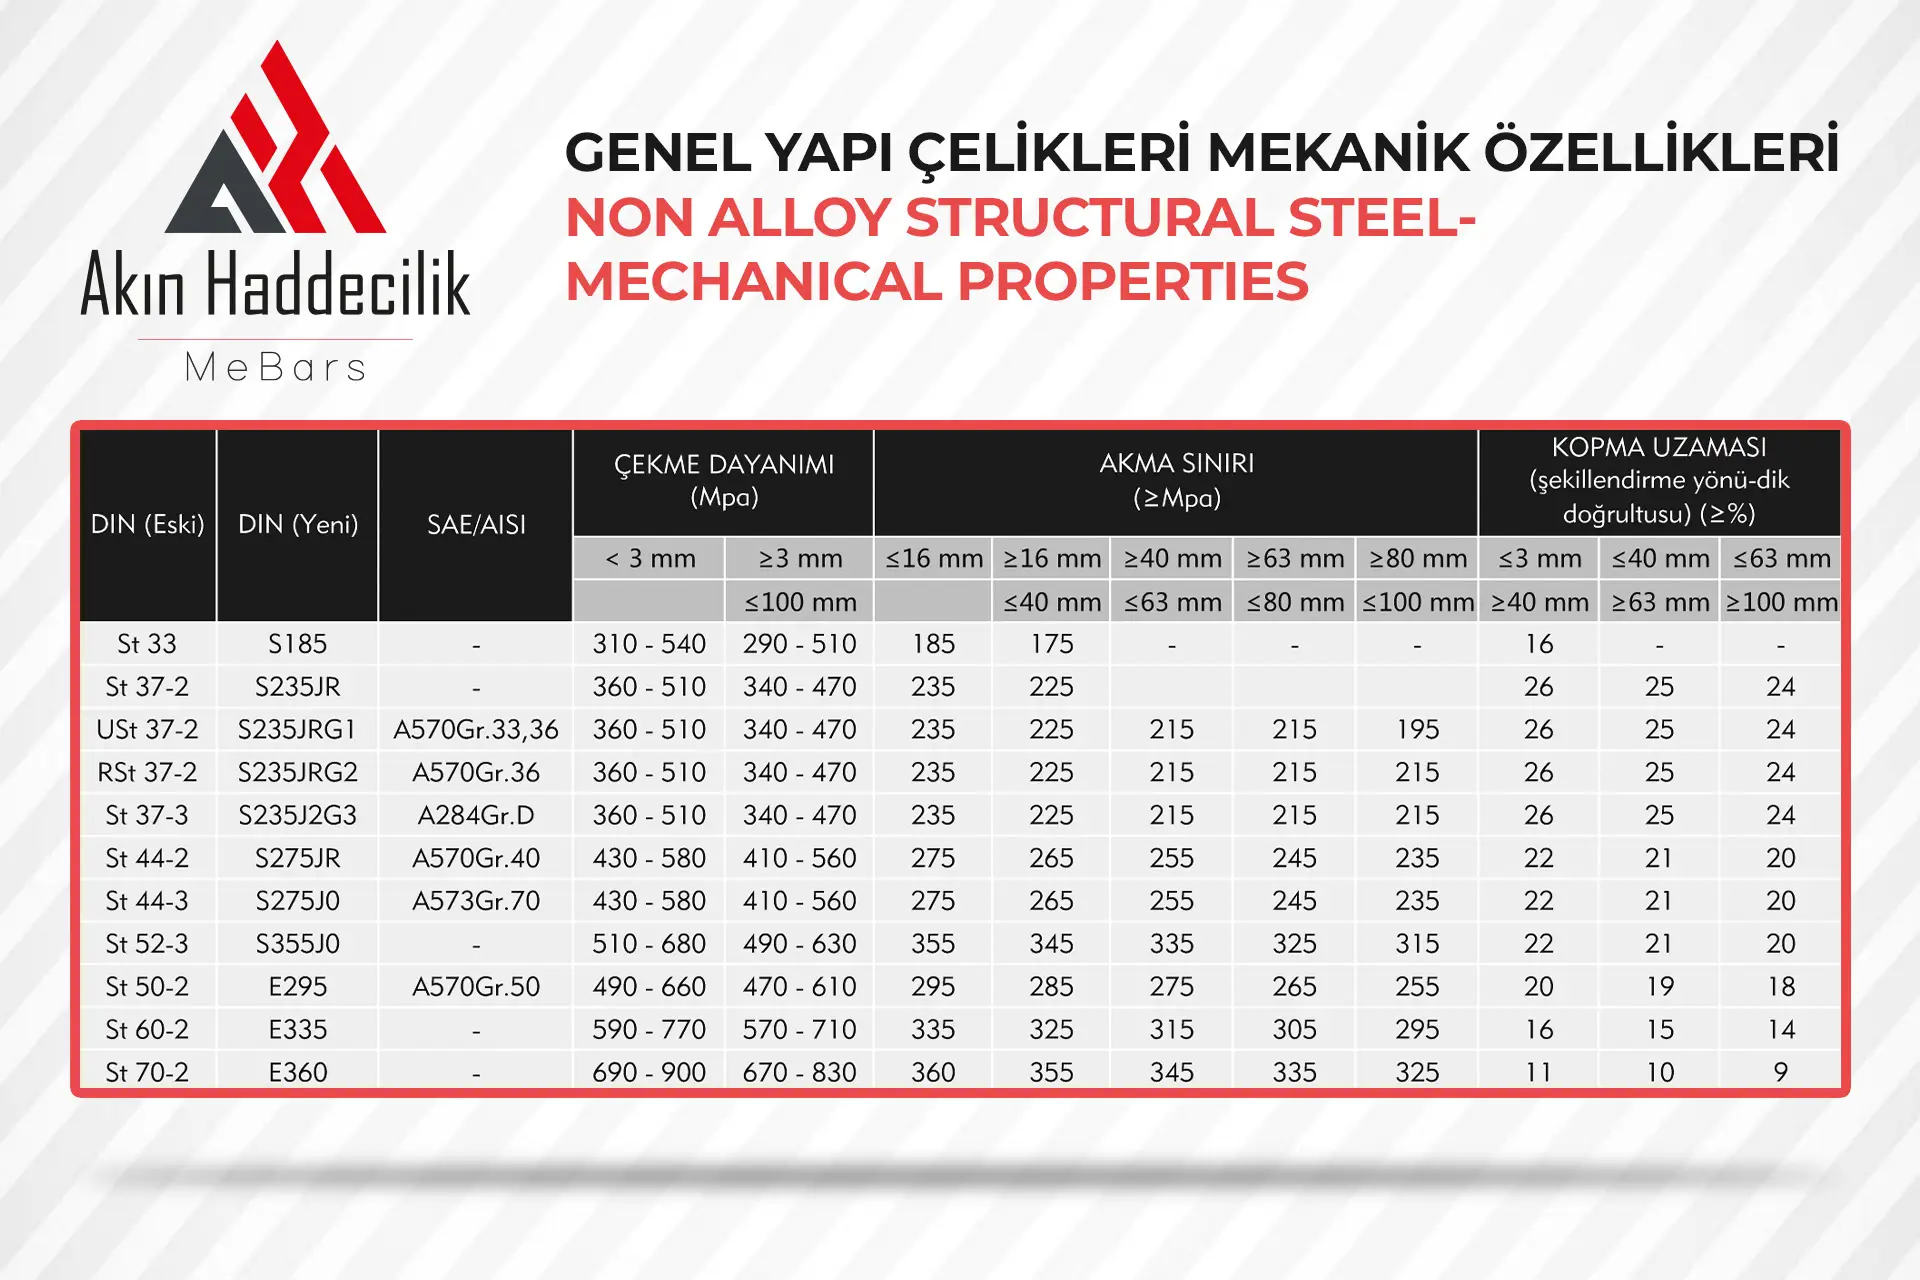 Akın Haddecilik
MeBars
GENEL YAPI ÇELİKLERİ MEKANİK ÖZELLİKLERİ
NON ALLOY STRUCTURAL STEEL-
MECHANICAL PROPERTIES
DIN (Eski) DIN (Yeni) SAE/AISI ÇEKME DAYANIMI (Mpa) AKMA SINIRI (≥Mpa) KOPMA UZAMASI (şekillendirme yönü-dik doğrultusu) (≥%)
< 3 mm ≥3 mm ≤16 mm ≥16 mm ≥40 mm ≥63 mm ≥80 mm ≤3 mm ≤40 mm ≤63 mm
≤100 mm ≤40 mm ≤63 mm ≤80 mm ≤100 mm ≥40 mm ≥63 mm ≥100 mm
St 33 S185 - 310 - 540 290 - 510 185 175 - - - 16 - -
St 37-2 S235JR - 360 - 510 340 - 470 235 225 26 25 24
USt 37-2 S235JRG1 A570Gr.33,36 360 - 510 340 - 470 235 225 215 215 195 26 25 24
RSt 37-2 S235JRG2 A570Gr.36 360 - 510 340 - 470 235 225 215 215 215 26 25 24
St 37-3 S235J2G3 A284Gr.D 360 - 510 340 - 470 235 225 215 215 215 26 25 24
St 44-2 S275JR A570Gr.40 430 - 580 410 - 560 275 265 255 245 235 22 21 20
St 44-3 S275J0 A573Gr.70 430 - 580 410 - 560 275 265 255 245 235 22 21 20
St 52-3 S355J0 - 510 - 680 490 - 630 355 345 335 325 315 22 21 20
St 50-2 E295 A570Gr.50 490 - 660 470 - 610 295 285 275 265 255 20 19 18
St 60-2 E335 - 590 - 770 570 - 710 335 325 315 305 295 16 15 14
St 70-2 E360 - 690 - 900 670 - 830 360 355 345 335 325 11 10 9